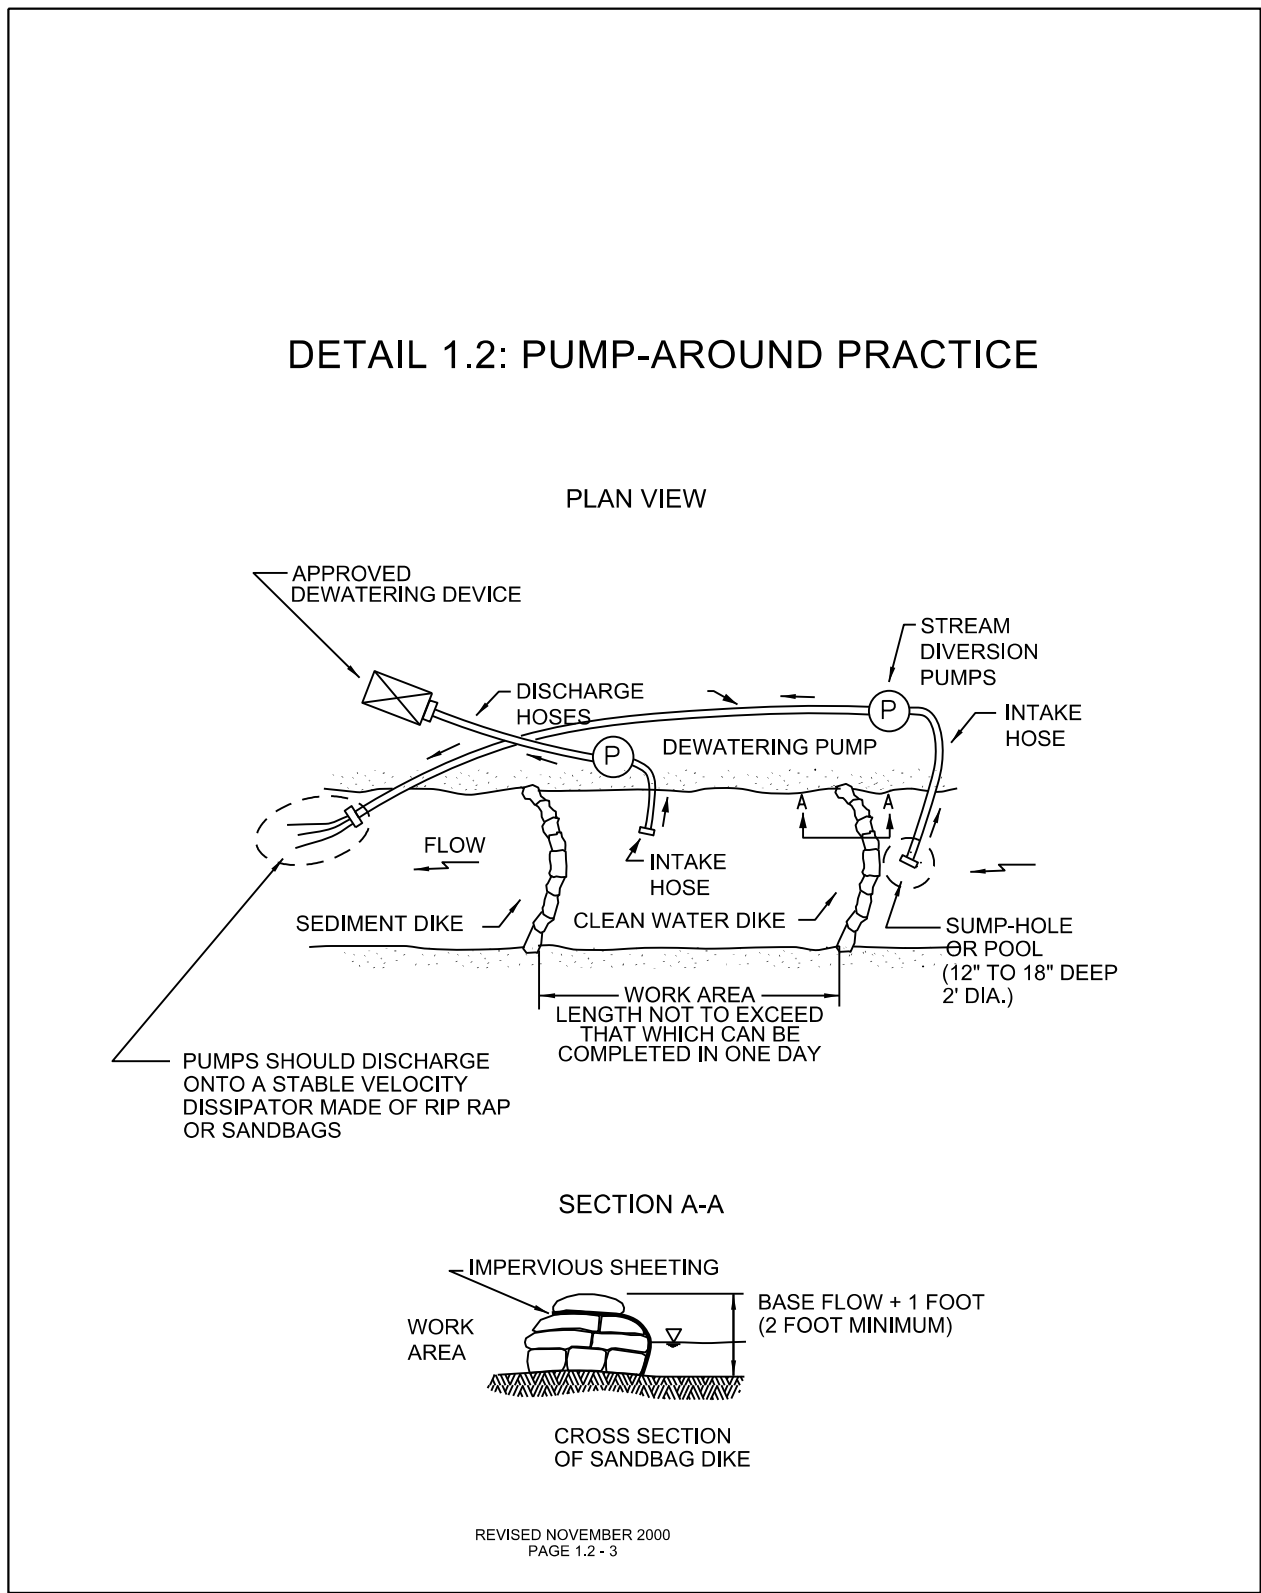 DETAIL 1.2: PUMP-AROUND PRACTICE
PLAN VIEW
APPROVED
DEWATERING DEVICE
STREAM
DIVERSION
PUMPS
DISCHARGE
HOSES
P
INTAKE
HOSE
P
DEWATERING PUMP
A
A
FLOW
INTAKE
HOSE
SEDIMENT DIKE
CLEAN WATER DIKE
SUMP-HOLE
OR POOL
(12" TO 18" DEEP
2' DIA.)
WORK AREA
LENGTH NOT TO EXCEED
THAT WHICH CAN BE
COMPLETED IN ONE DAY
PUMPS SHOULD DISCHARGE
ONTO A STABLE VELOCITY
DISSIPATOR MADE OF RIP RAP
OR SANDBAGS
SECTION A-A
IMPERVIOUS SHEETING
WORK
AREA
BASE FLOW + 1 FOOT
(2 FOOT MINIMUM)
CROSS SECTION
OF SANDBAG DIKE
REVISED NOVEMBER 2000
PAGE 1.2 - 3